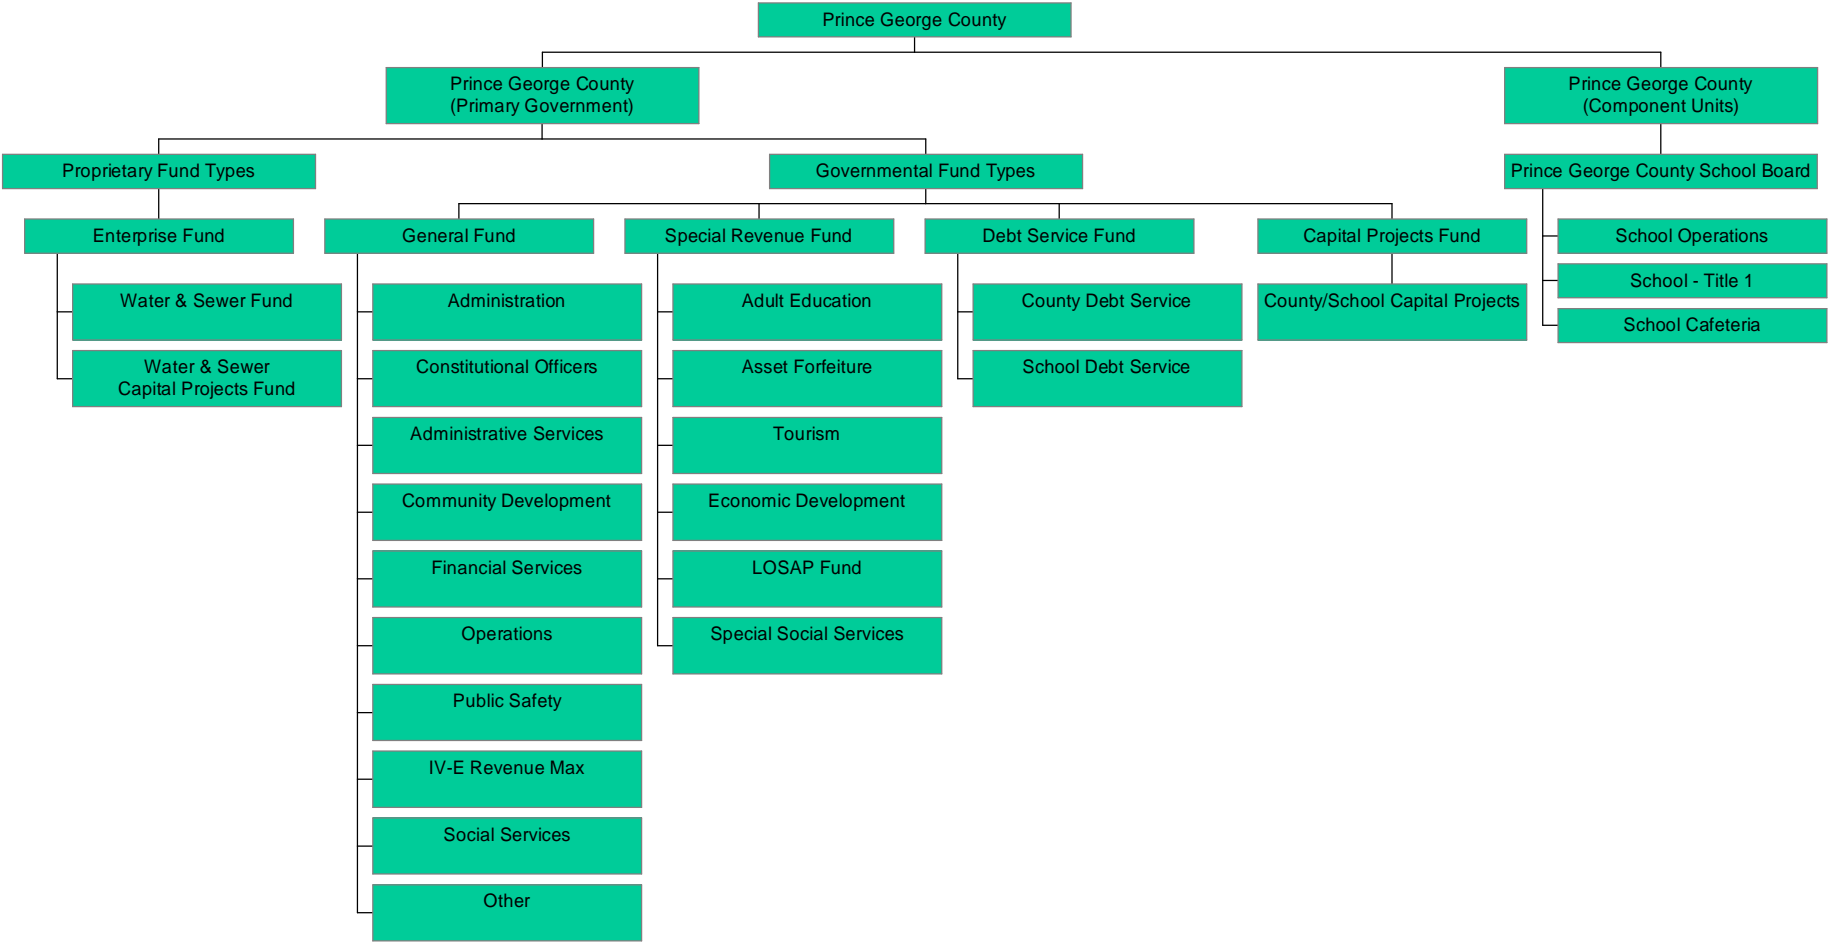 Prince George County
Prince George County
(Primary Government)
Prince George County
(Component Units)
Proprietary Fund Types
Governmental Fund Types
Prince George County School Board
Enterprise Fund
General Fund
Special Revenue Fund
Debt Service Fund
Capital Projects Fund
Water & Sewer Fund
Water & Sewer
Capital Projects Fund
Administration
Constitutional Officers
Administrative Services
Community Development
Financial Services
Operations
Public Safety
IV-E Revenue Max
Social Services
Other
Adult Education
Asset Forfeiture
Tourism
Economic Development
LOSAP Fund
Special Social Services
County Debt Service
School Debt Service
County/School Capital Projects
School Operations
School - Title 1
School Cafeteria